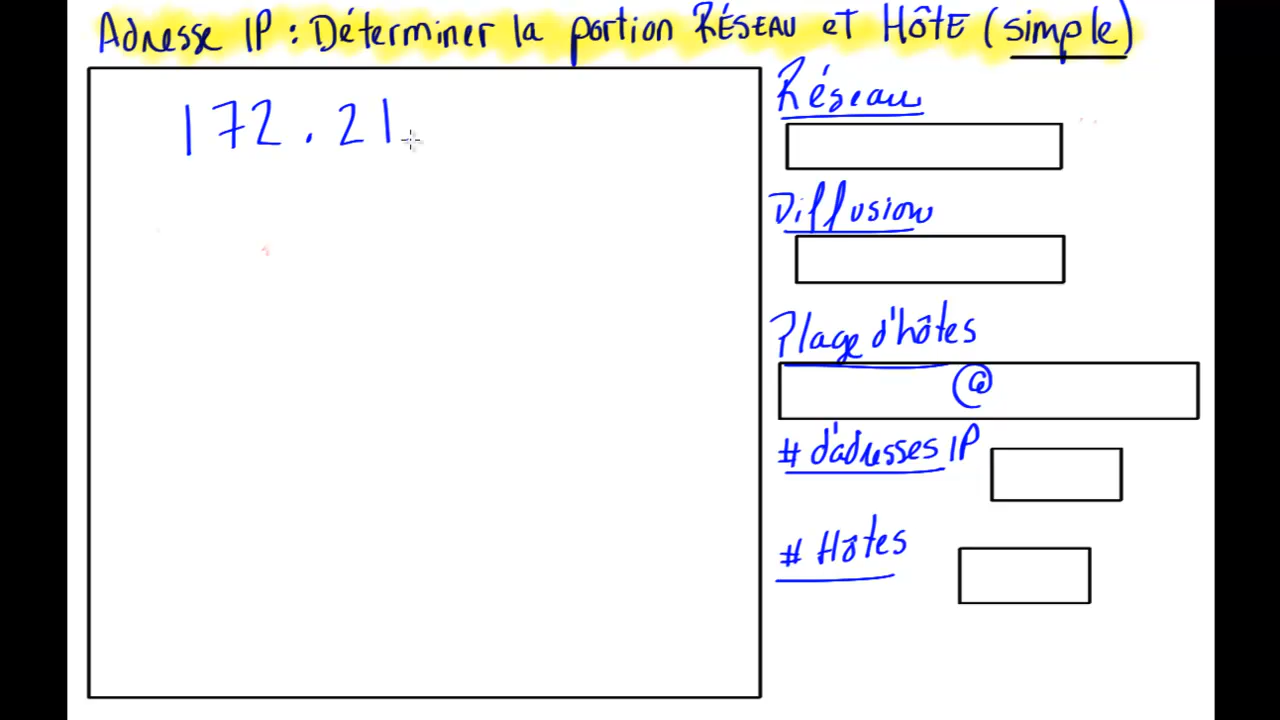 Adresse IP : Déterminer la portion RÉSEAU et HÔTE (simple)
172.21.
Réseau
Diffusion
Plage d'hôtes
@
# d'adresses IP
# Hôtes